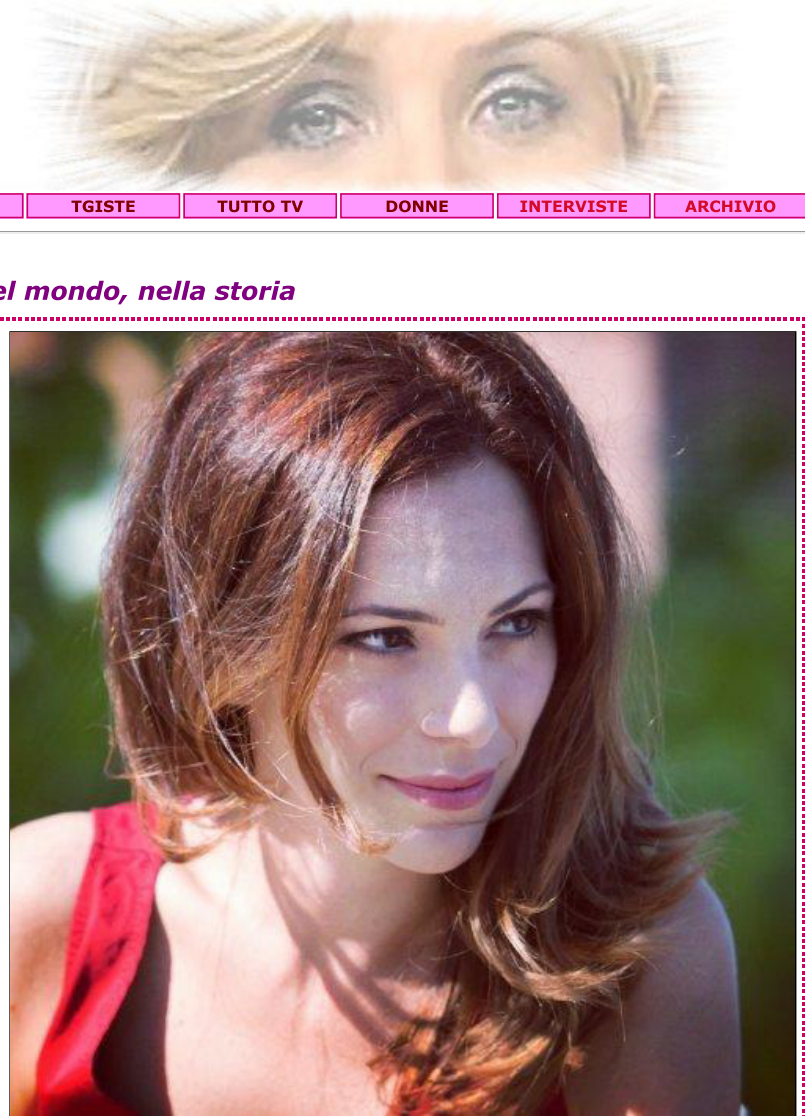 TGISTE
TUTTO TV
DONNE
INTERVISTE
ARCHIVIO
el mondo, nella storia